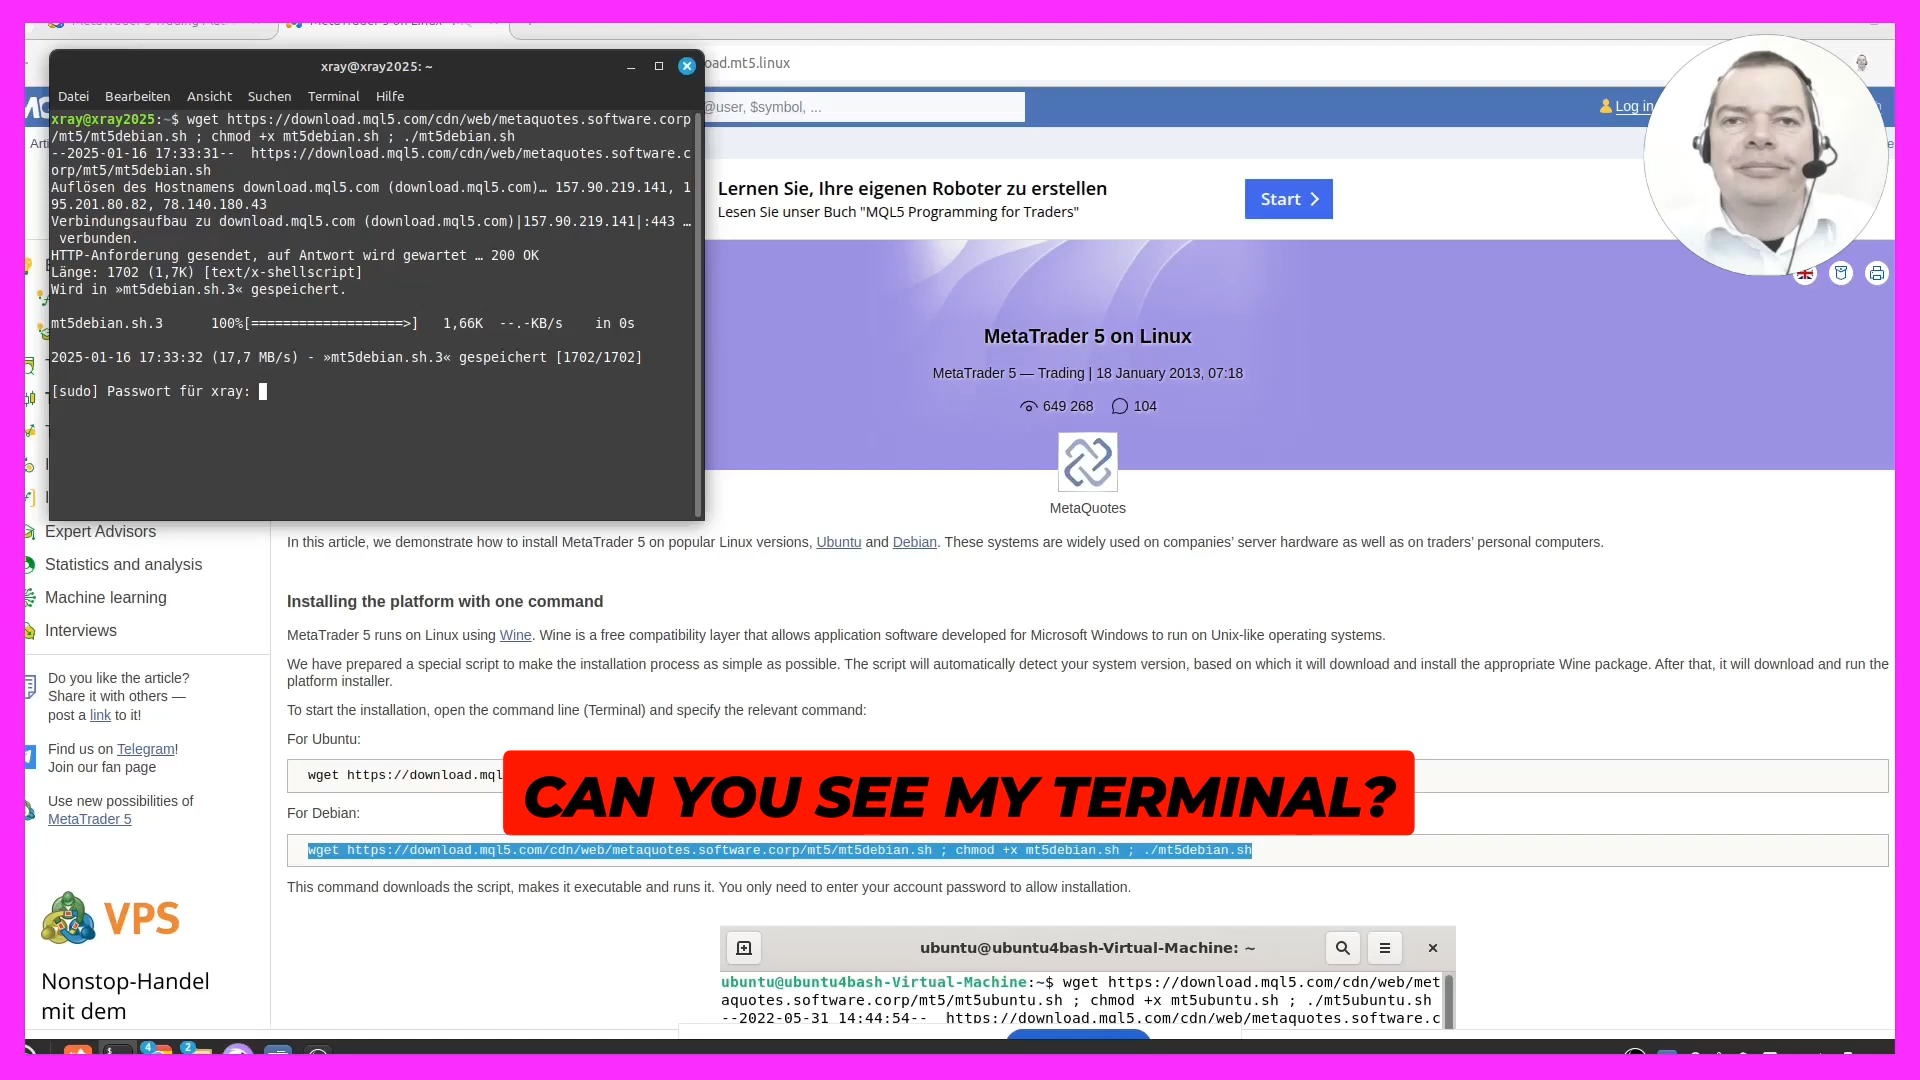 xray@xray2025: ~
Datei Bearbeiten Ansicht Suchen Terminal Hilfe
xray@xray2025:~$ wget https://download.mql5.com/cdn/web/metaquotes.software.corp
/mt5/mt5debian.sh ; chmod +x mt5debian.sh ; ./mt5debian.sh
--2025-01-16 17:33:31--  https://download.mql5.com/cdn/web/metaquotes.software.c
orp/mt5/mt5debian.sh
Auflösen des Hostnamens download.mql5.com (download.mql5.com)… 157.90.219.141, 1
95.201.80.82, 78.140.180.43
Verbindungsaufbau zu download.mql5.com (download.mql5.com)|157.90.219.141|:443 …
verbunden.
HTTP-Anforderung gesendet, auf Antwort wird gewartet … 200 OK
Länge: 1702 (1,7K) [text/x-shellscript]
Wird in »mt5debian.sh.3« gespeichert.
mt5debian.sh.3      100%[===================>]   1,66K  --.-KB/s    in 0s
2025-01-16 17:33:32 (17,7 MB/s) - »mt5debian.sh.3« gespeichert [1702/1702]
[sudo] Passwort für xray:
oad.mt5.linux
@user, $symbol, ...
Log in
Lernen Sie, Ihre eigenen Roboter zu erstellen
Lesen Sie unser Buch "MQL5 Programming for Traders"
Start
MetaTrader 5 on Linux
MetaTrader 5 — Trading | 18 January 2013, 07:18
649 268 104
MetaQuotes
Expert Advisors
Statistics and analysis
Machine learning
Interviews
Do you like the article?
Share it with others —
post a link to it!
Find us on Telegram!
Join our fan page
Use new possibilities of
MetaTrader 5
VPS
Nonstop-Handel
mit dem
In this article, we demonstrate how to install MetaTrader 5 on popular Linux versions, Ubuntu and Debian. These systems are widely used on companies' server hardware as well as on traders' personal computers.
Installing the platform with one command
MetaTrader 5 runs on Linux using Wine. Wine is a free compatibility layer that allows application software developed for Microsoft Windows to run on Unix-like operating systems.
We have prepared a special script to make the installation process as simple as possible. The script will automatically detect your system version, based on which it will download and install the appropriate Wine package. After that, it will download and run the
platform installer.
To start the installation, open the command line (Terminal) and specify the relevant command:
For Ubuntu:
wget https://download.mql
CAN YOU SEE MY TERMINAL?
For Debian:
wget https://download.mql5.com/cdn/web/metaquotes.software.corp/mt5/mt5debian.sh ; chmod +x mt5debian.sh ; ./mt5debian.sh
This command downloads the script, makes it executable and runs it. You only need to enter your account password to allow installation.
ubuntu@ubuntu4bash-Virtual-Machine: ~
ubuntu@ubuntu4bash-Virtual-Machine:~$ wget https://download.mql5.com/cdn/web/met
aquotes.software.corp/mt5/mt5ubuntu.sh ; chmod +x mt5ubuntu.sh ; ./mt5ubuntu.sh
--2022-05-31 14:44:54--  https://download.mql5.com/cdn/web/metaquotes.software.c
4
2